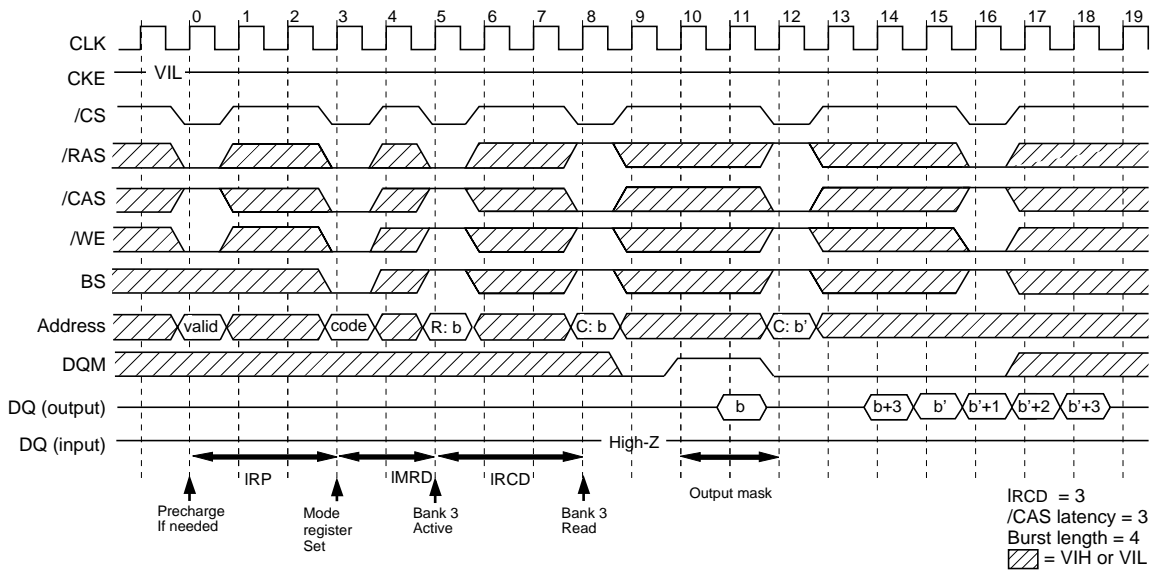 0 1 2 3 4 5 6 7 8 9 10 11 12 13 14 15 16 17 18 19
CLK
CKE VIL
/CS
/RAS
/CAS
/WE
BS
Address valid code R: b C: b C: b'
DQM
DQ (output) b b+3 b' b'+1 b'+2 b'+3
DQ (input) High-Z
lRP lMRD lRCD Output mask
Precharge
If needed
Mode
register
Set
Bank 3
Active
Bank 3
Read
lRCD = 3
/CAS latency = 3
Burst length = 4
= VIH or VIL